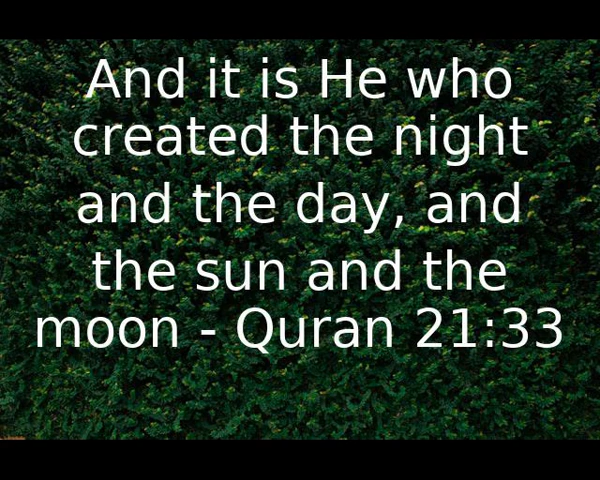 And it is He who
created the night
and the day, and
the sun and the
moon - Quran 21:33